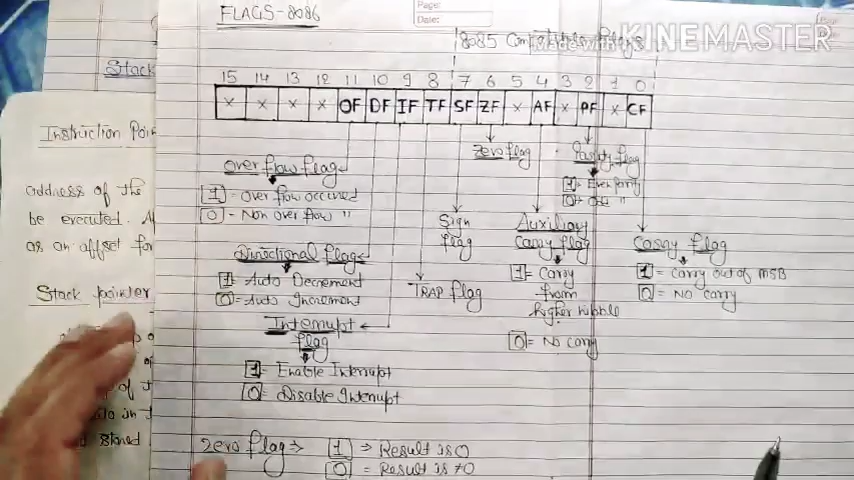 FLAGS-8086
Page:
Date:
Made with KINEMASTER
8085
Flags
15 14 13 12 11 10 9 8 7 6 5 4 3 2 1 0
x x x x OF DF IF TF SF ZF x AF x PF x CF
Zero flag
Parity flag
1 = Even Parity
0 =
Over flow flag
1 - Over flow occured
0 - Non over flow "
Sign
flag
Auxiliary
Carry flag
1 = Carry
from
higher nibble
0 = No carry
Carry flag
1 = Carry out of MSB
0 = No carry
Directional flag
1 = Auto Decrement
0 = Auto Increment
TRAP flag
Interrupt
flag
1 = Enable Interrupt
0 = Disable Interrupt
Zero flag => 1 => Result is 0
0 = Result is ≠0
Stack
Instruction Poin
address of the
be executed.
as an offset
Stack pointer
of
stored